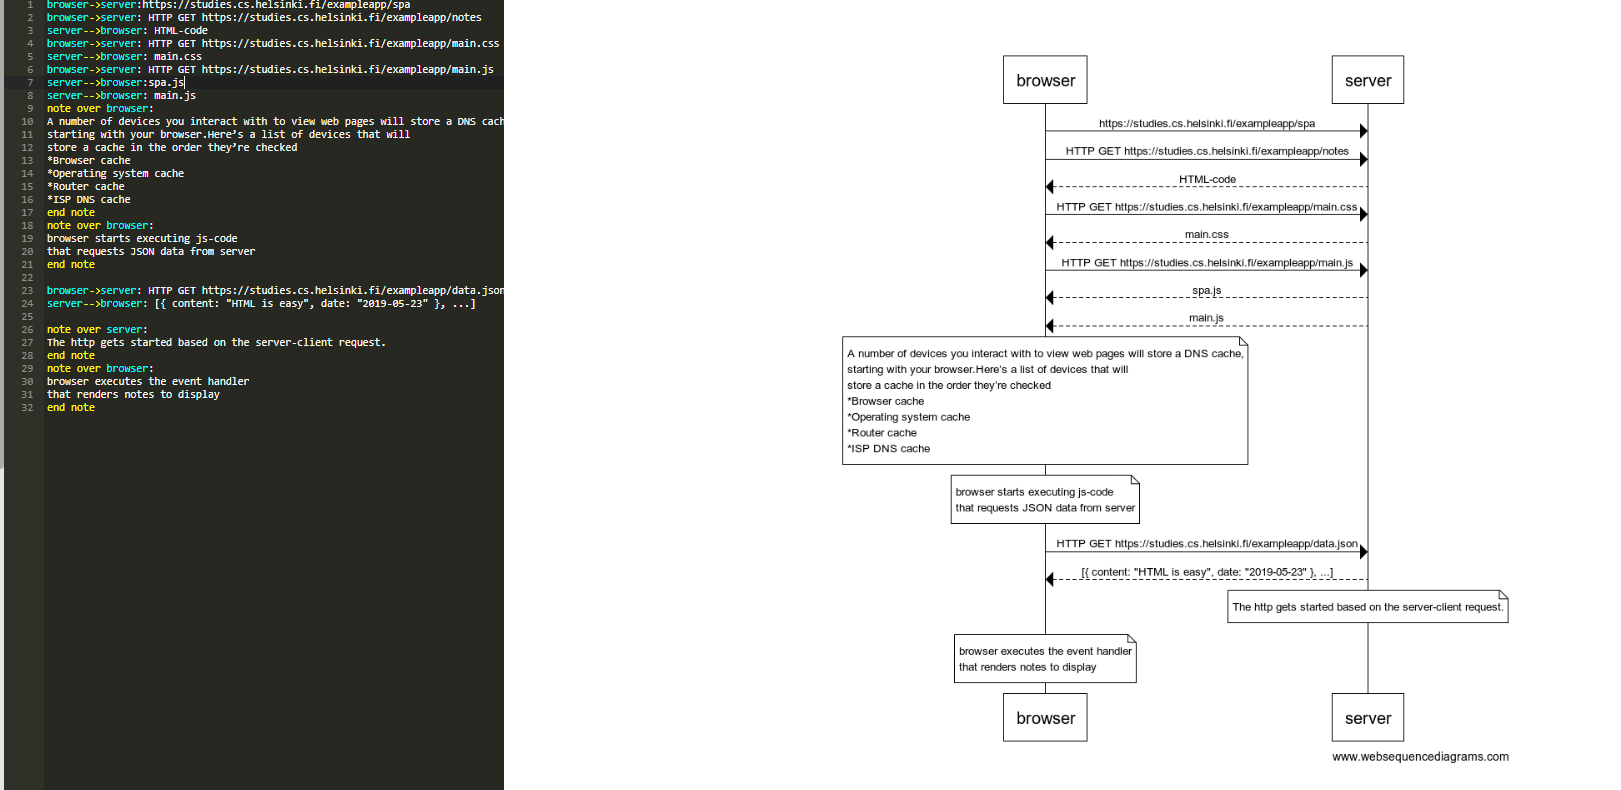 1 browser->server:https://studies.cs.helsinki.fi/exampleapp/spa
2 browser->server: HTTP GET https://studies.cs.helsinki.fi/exampleapp/notes
3 server-->browser: HTML-code
4 browser->server: HTTP GET https://studies.cs.helsinki.fi/exampleapp/main.css
5 server-->browser: main.css
6 browser->server: HTTP GET https://studies.cs.helsinki.fi/exampleapp/main.js
7 server-->browser:spa.js
8 server-->browser: main.js
9 note over browser:
10 A number of devices you interact with to view web pages will store a DNS cach
11 starting with your browser.Here’s a list of devices that will
12 store a cache in the order they’re checked
13 *Browser cache
14 *Operating system cache
15 *Router cache
16 *ISP DNS cache
17 end note
18 note over browser:
19 browser starts executing js-code
20 that requests JSON data from server
21 end note
22
23 browser->server: HTTP GET https://studies.cs.helsinki.fi/exampleapp/data.json
24 server-->browser: [{ content: "HTML is easy", date: "2019-05-23" }, ...]
25
26 note over server:
27 The http gets started based on the server-client request.
28 end note
29 note over browser:
30 browser executes the event handler
31 that renders notes to display
32 end note
browser
server
https://studies.cs.helsinki.fi/exampleapp/spa
HTTP GET https://studies.cs.helsinki.fi/exampleapp/notes
HTML-code
HTTP GET https://studies.cs.helsinki.fi/exampleapp/main.css
main.css
HTTP GET https://studies.cs.helsinki.fi/exampleapp/main.js
spa.js
main.js
A number of devices you interact with to view web pages will store a DNS cache,
starting with your browser.Here’s a list of devices that will
store a cache in the order they’re checked
*Browser cache
*Operating system cache
*Router cache
*ISP DNS cache
browser starts executing js-code
that requests JSON data from server
HTTP GET https://studies.cs.helsinki.fi/exampleapp/data.json
[{ content: "HTML is easy", date: "2019-05-23" }, ...]
The http gets started based on the server-client request.
browser executes the event handler
that renders notes to display
browser
server
www.websequencediagrams.com